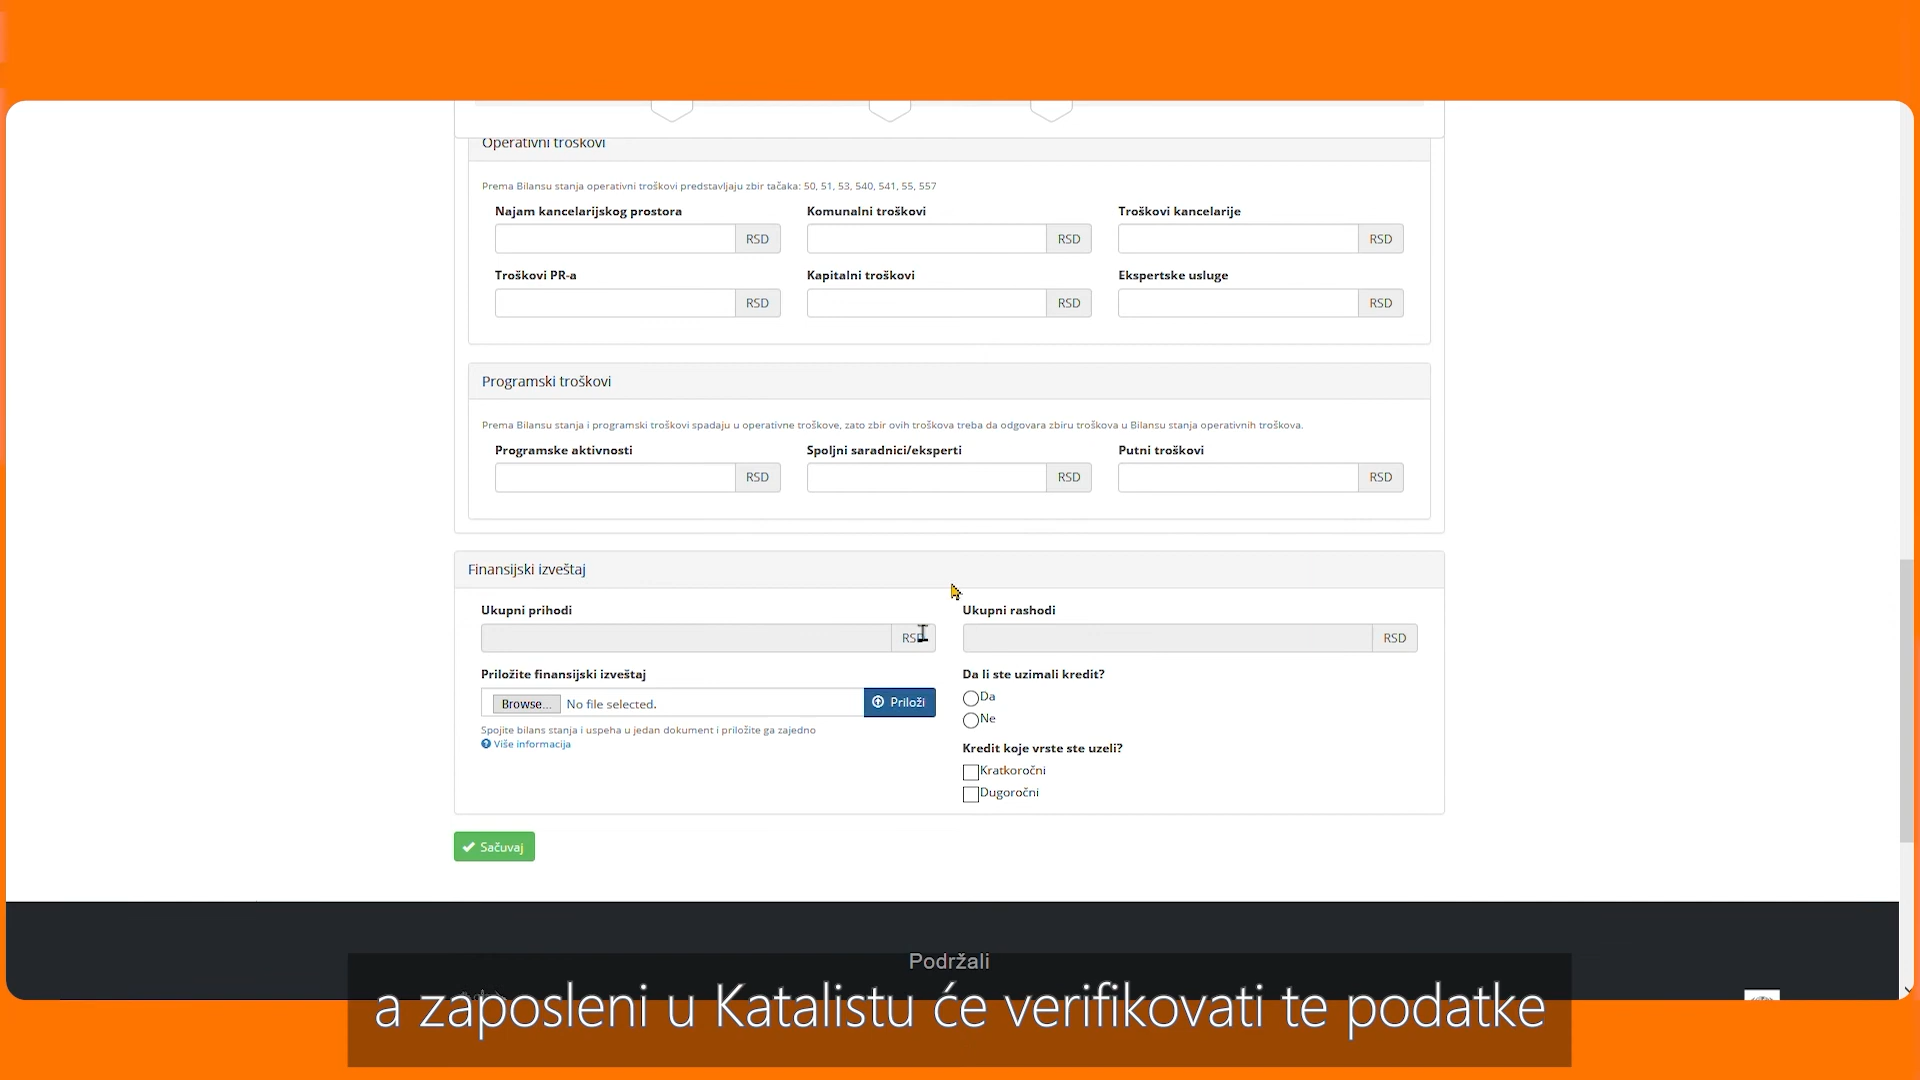 Operativni troškovi
Prema Bilansu stanja operativni troškovi predstavljaju zbir tačaka: 50, 51, 53, 540, 541, 55, 557
Najam kancelarijskog prostora Komunalni troškovi Troškovi kancelarije
RSD RSD RSD
Troškovi PR-a Kapitalni troškovi Ekspertske usluge
RSD RSD RSD
Programski troškovi
Prema Bilansu stanja i programski troškovi spadaju u operativne troškove, zato zbir ovih troškova treba da odgovara zbiru troškova u Bilansu stanja operativnih troškova.
Programske aktivnosti Spoljni saradnici/eksperti Putni troškovi
RSD RSD RSD
Finansijski izveštaj
Ukupni prihodi Ukupni rashodi
RSD RSD
Priložite finansijski izveštaj Da li ste uzimali kredit?
Browse... No file selected. Priloži Da
Ne
Spojite bilans stanja i uspeha u jedan dokument i priložite ga zajedno
Više informacija
Kredit koje vrste ste uzeli?
Kratkoročni
Dugoročni
Sačuvaj
Podržali
a zaposleni u Katalistu će verifikovati te podatke